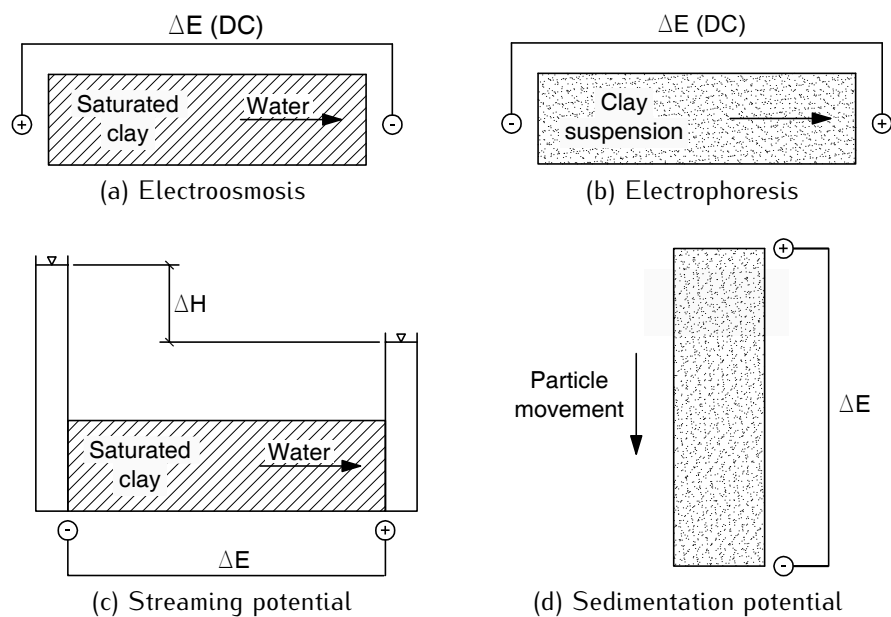 ΔE (DC)
+
-
Saturated
clay
Water
(a) Electroosmosis
ΔE (DC)
-
+
Clay
suspension
(b) Electrophoresis
ΔH
Saturated
clay
Water
-
+
ΔE
(c) Streaming potential
+
Particle
movement
ΔE
-
(d) Sedimentation potential